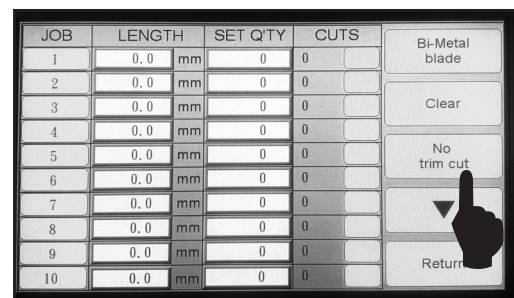 JOB LENGTH SET Q'TY CUTS
1 0.0 mm 0 0
2 0.0 mm 0 0
3 0.0 mm 0 0
4 0.0 mm 0 0
5 0.0 mm 0 0
6 0.0 mm 0 0
7 0.0 mm 0 0
8 0.0 mm 0 0
9 0.0 mm 0 0
10 0.0 mm 0 0
Bi-Metal
blade
Clear
No
trim cut
Return